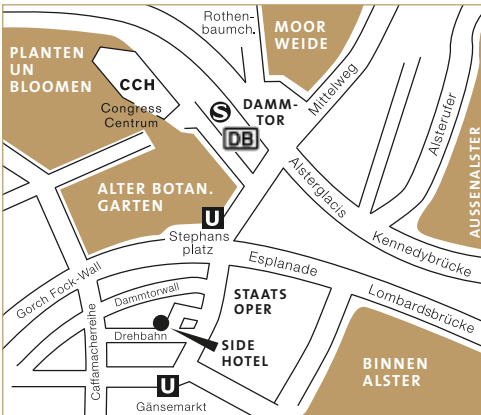 Rothen-
baumch.
MOOR
WEIDE
PLANTEN
UN
BLOOMEN
CCH
Congress
Centrum
S
DAMM-
TOR
DB
Mittelweg
Alsterufer
AUSSENALSTER
ALTER BOTAN.
GARTEN
Alsterglacis
U
Stephans
platz
Kennedybrücke
Esplanade
Gorch Fock-Wall
Dammtorwall
STAATS
OPER
Lombardsbrücke
Drehbahn
SIDE
HOTEL
Caffamacherreihe
BINNEN
ALSTER
U
Gänsemarkt